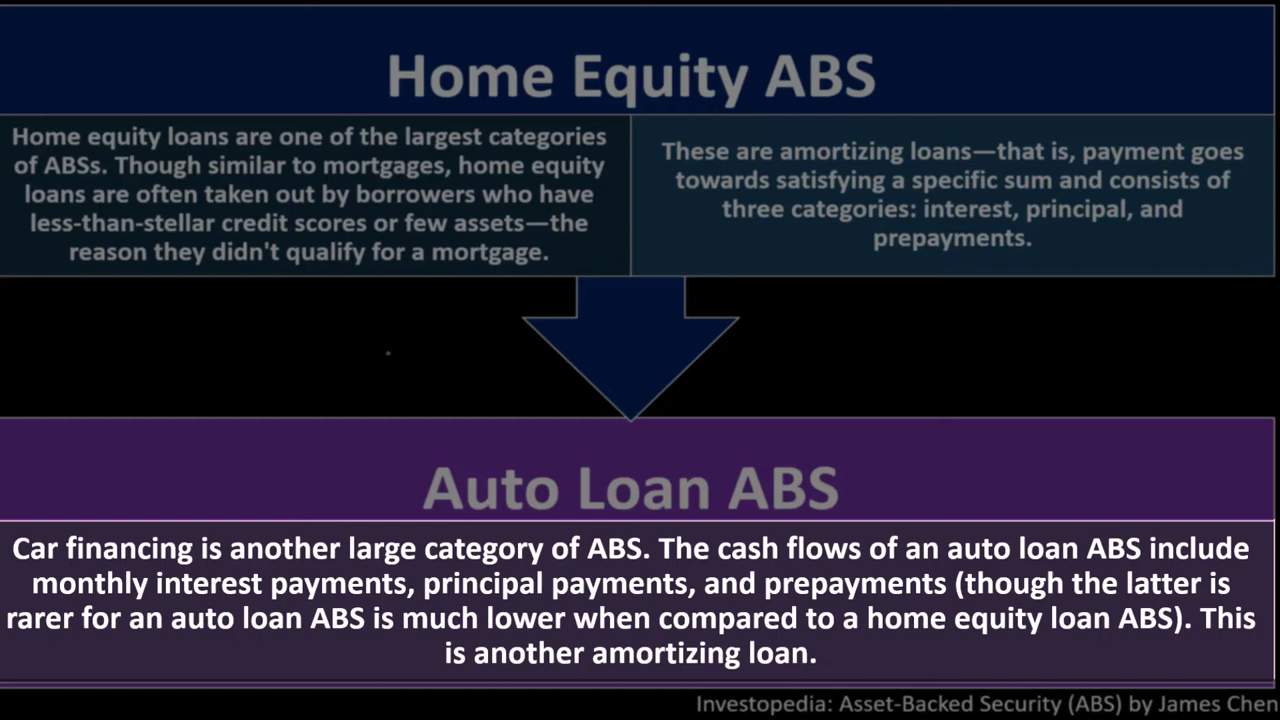 Home Equity ABS
Home equity loans are one of the largest categories
of ABSs. Though similar to mortgages, home equity
loans are often taken out by borrowers who have
less-than-stellar credit scores or few assets—the
reason they didn't qualify for a mortgage.
These are amortizing loans—that is, payment goes
towards satisfying a specific sum and consists of
three categories: interest, principal, and
prepayments.
Auto Loan ABS
Car financing is another large category of ABS. The cash flows of an auto loan ABS include
monthly interest payments, principal payments, and prepayments (though the latter is
rarer for an auto loan ABS is much lower when compared to a home equity loan ABS). This
is another amortizing loan.
Investopedia: Asset-Backed Security (ABS) by James Chen